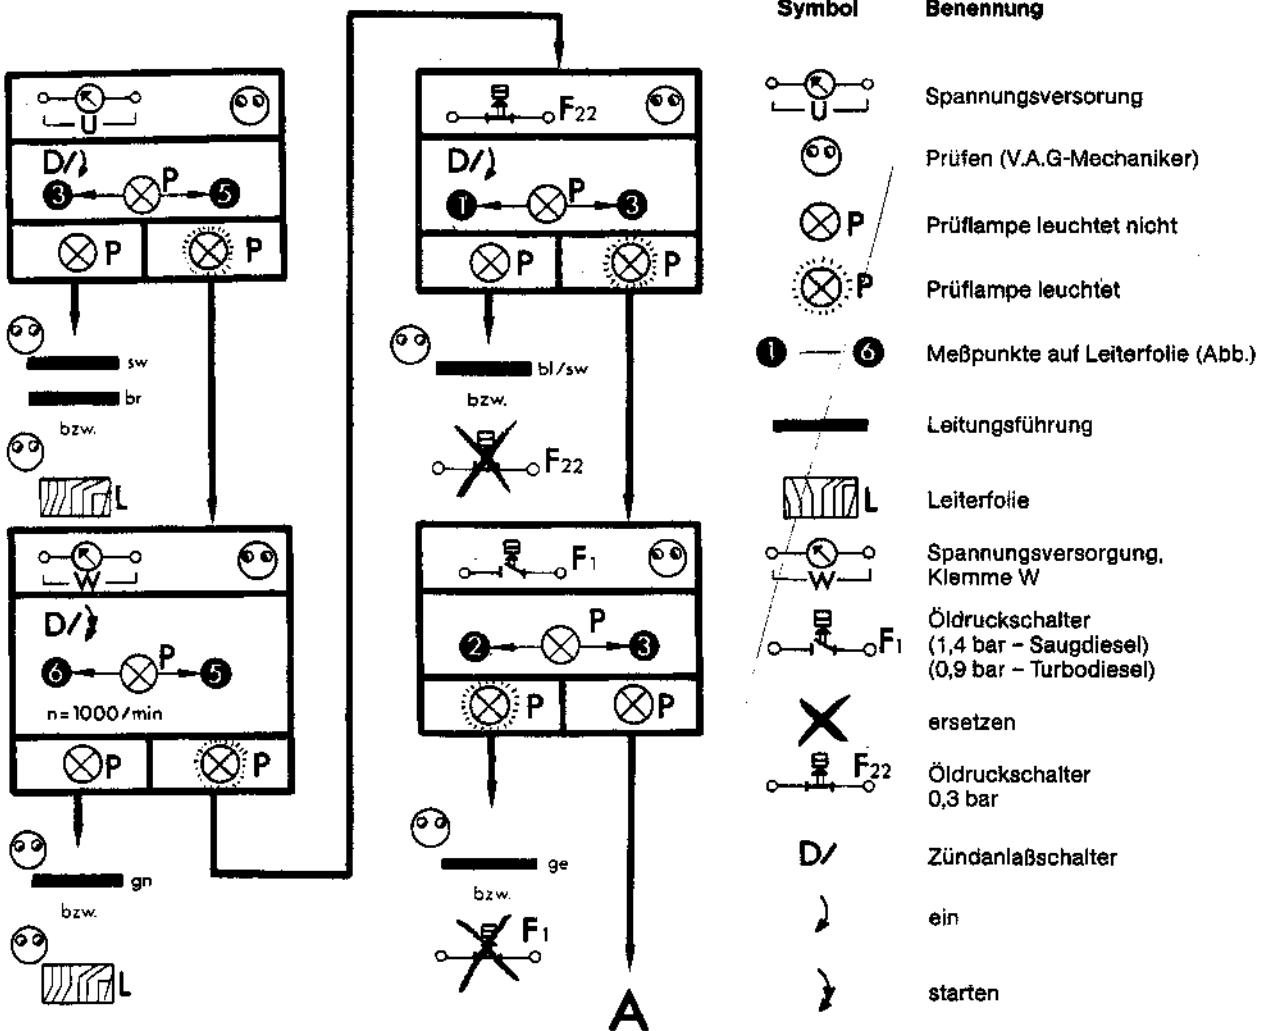 U
D/
3 P 5
P P
sw
br
bzw.
L
W
D/
6 P 5
n=1000/min
P P
gn
bzw.
L
F22
D/
1 P 3
P P
bl/sw
bzw.
F22
F1
2 P 3
P P
ge
bzw.
F1
A
Symbol Benennung
U Spannungsversorung
Prüfen (V.A.G-Mechaniker)
P Prüflampe leuchtet nicht
P Prüflampe leuchtet
1 — 6 Meßpunkte auf Leiterfolie (Abb.)
Leitungsführung
L Leiterfolie
W Spannungsversorgung,
Klemme W
F1 Öldruckschalter
(1,4 bar – Saugdiesel)
(0,9 bar – Turbodiesel)
ersetzen
F22 Öldruckschalter
0,3 bar
D/ Zündanlaßschalter
ein
starten